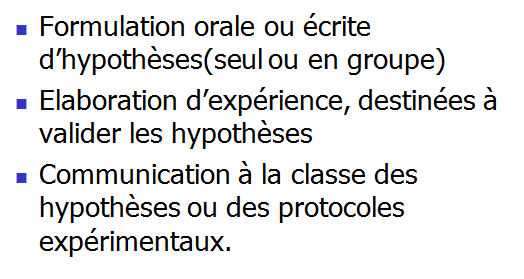 Formulation orale ou écrite
d’hypothèses(seul ou en groupe)
Elaboration d’expérience, destinées à
valider les hypothèses
Communication à la classe des
hypothèses ou des protocoles
expérimentaux.